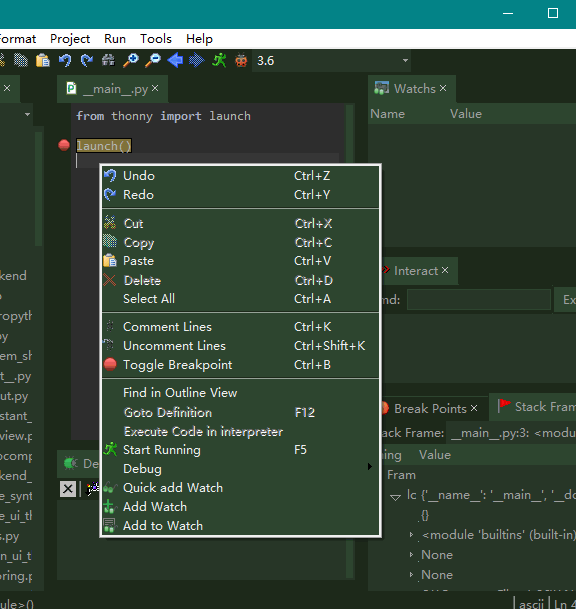 Format Project Run Tools Help
3.6
__main__.py
from thonny import launch
launch()
Undo Ctrl+Z
Redo Ctrl+Y
Cut Ctrl+X
Copy Ctrl+C
Paste Ctrl+V
Delete Ctrl+D
Select All Ctrl+A
Comment Lines Ctrl+K
Uncomment Lines Ctrl+Shift+K
Toggle Breakpoint Ctrl+B
Find in Outline View
Goto Definition F12
Execute Code in interpreter
Start Running F5
Debug
Quick add Watch
Add Watch
Add to Watch
Watchs
Name Value
Interact
nd:
Ex
Break Points
Stack Fram
ack Frame: __main__.py:3: <modu
ning Value
Fram
lc {'__name__': '__main__', '__do
{}
<module 'builtins' (built-in)
None
None
kend
o
ropyth
py
em_sh
t__.py
ut.py
stant_
view.p
ocomp
kend_
e_synt
e_ui_th
s.py
n_ui_t
oring.p
De
ule>()
ascii Ln 4